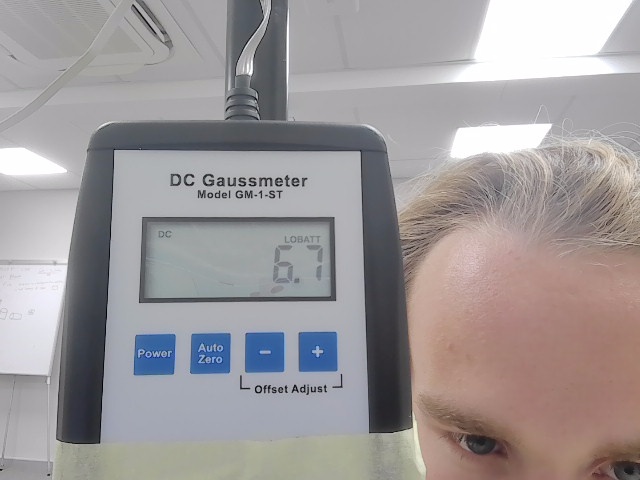 DC Gaussmeter
Model GM-1-ST
DC
LOBATT
6.7
Power
Auto
Zero
-
+
Offset Adjust